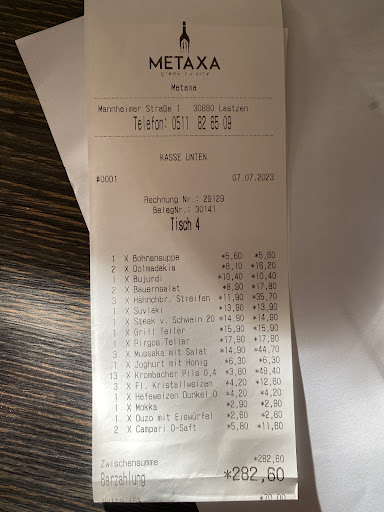 METAXA
greek cuisine
Metaxa
Mannheimer Straße 1 30880 Laatzen
Telefon: 0511 82 65 09
KASSE UNTEN
#0001 07.07.2023
Rechnung Nr.: 29129
BelegNr.: 30141
Tisch 4
1 X Bohnensuppe *5,60 *5,60
2 X Dolmadakia *8,10 *16,20
1 X Bujurdi *10,40 *10,40
2 X Bauernsalat *8,90 *17,80
3 X Hähnchbr. Streifen *11,90 *35,70
1 X Suvlaki *13,90 *13,90
1 X Steak v. Schwein 20 *14,90 *14,90
1 X Grill Teller *15,90 *15,90
1 X Pirgos Teller *17,90 *17,90
3 X Mussaka mit Salat *14,90 *44,70
1 X Joghurt mit Honig *6,30 *6,30
13 X Krombacher Pils 0,4 *3,80 *49,40
3 X Fl. Kristallweizen *4,20 *12,60
1 X Hefeweizen Dunkel 0 *4,20 *4,20
1 X Mokka *2,90 *2,90
1 X Ouzo mit Eiswürfel *2,60 *2,60
2 X Campari O-Saft *5,80 *11,60
Zwischensumme *282,60
Barzahlung *282,60